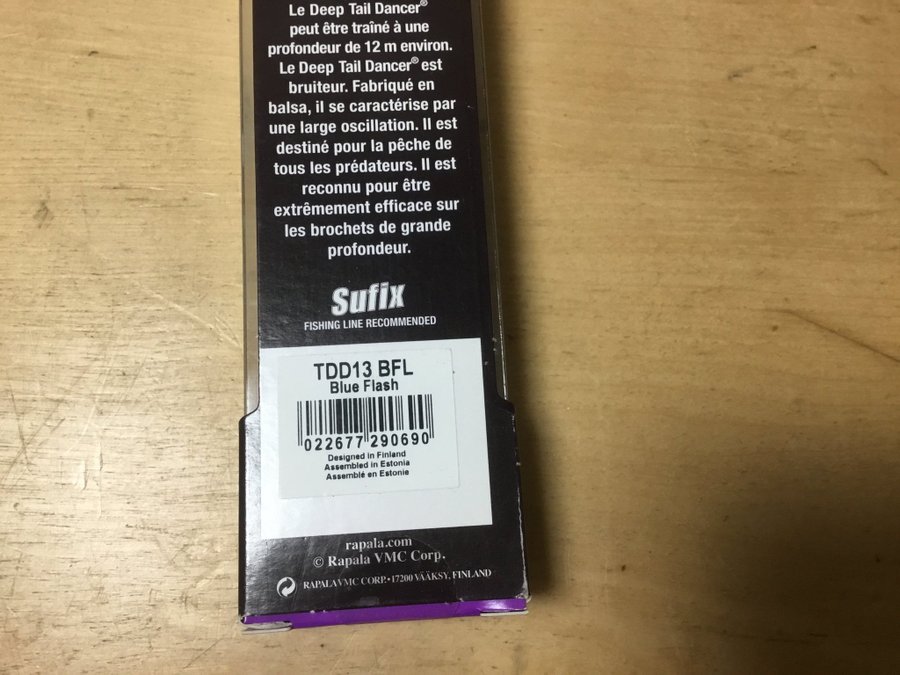 Le Deep Tail Dancer®
peut être traîné à une
profondeur de 12 m environ.
Le Deep Tail Dancer® est
bruiteur. Fabriqué en
balsa, il se caractérise par
une large oscillation. Il est
destiné pour la pêche de
tous les prédateurs. Il est
reconnu pour être
extrêmement efficace sur
les brochets de grande
profondeur.
Sufix
FISHING LINE RECOMMENDED
TDD13 BFL
Blue Flash
022677 290690
Designed in Finland
Assembled in Estonia
Assemblé en Estonie
rapala.com
© Rapala VMC Corp.
RAPALA VMC CORP.•17200 VÄÄKSY, FINLAND